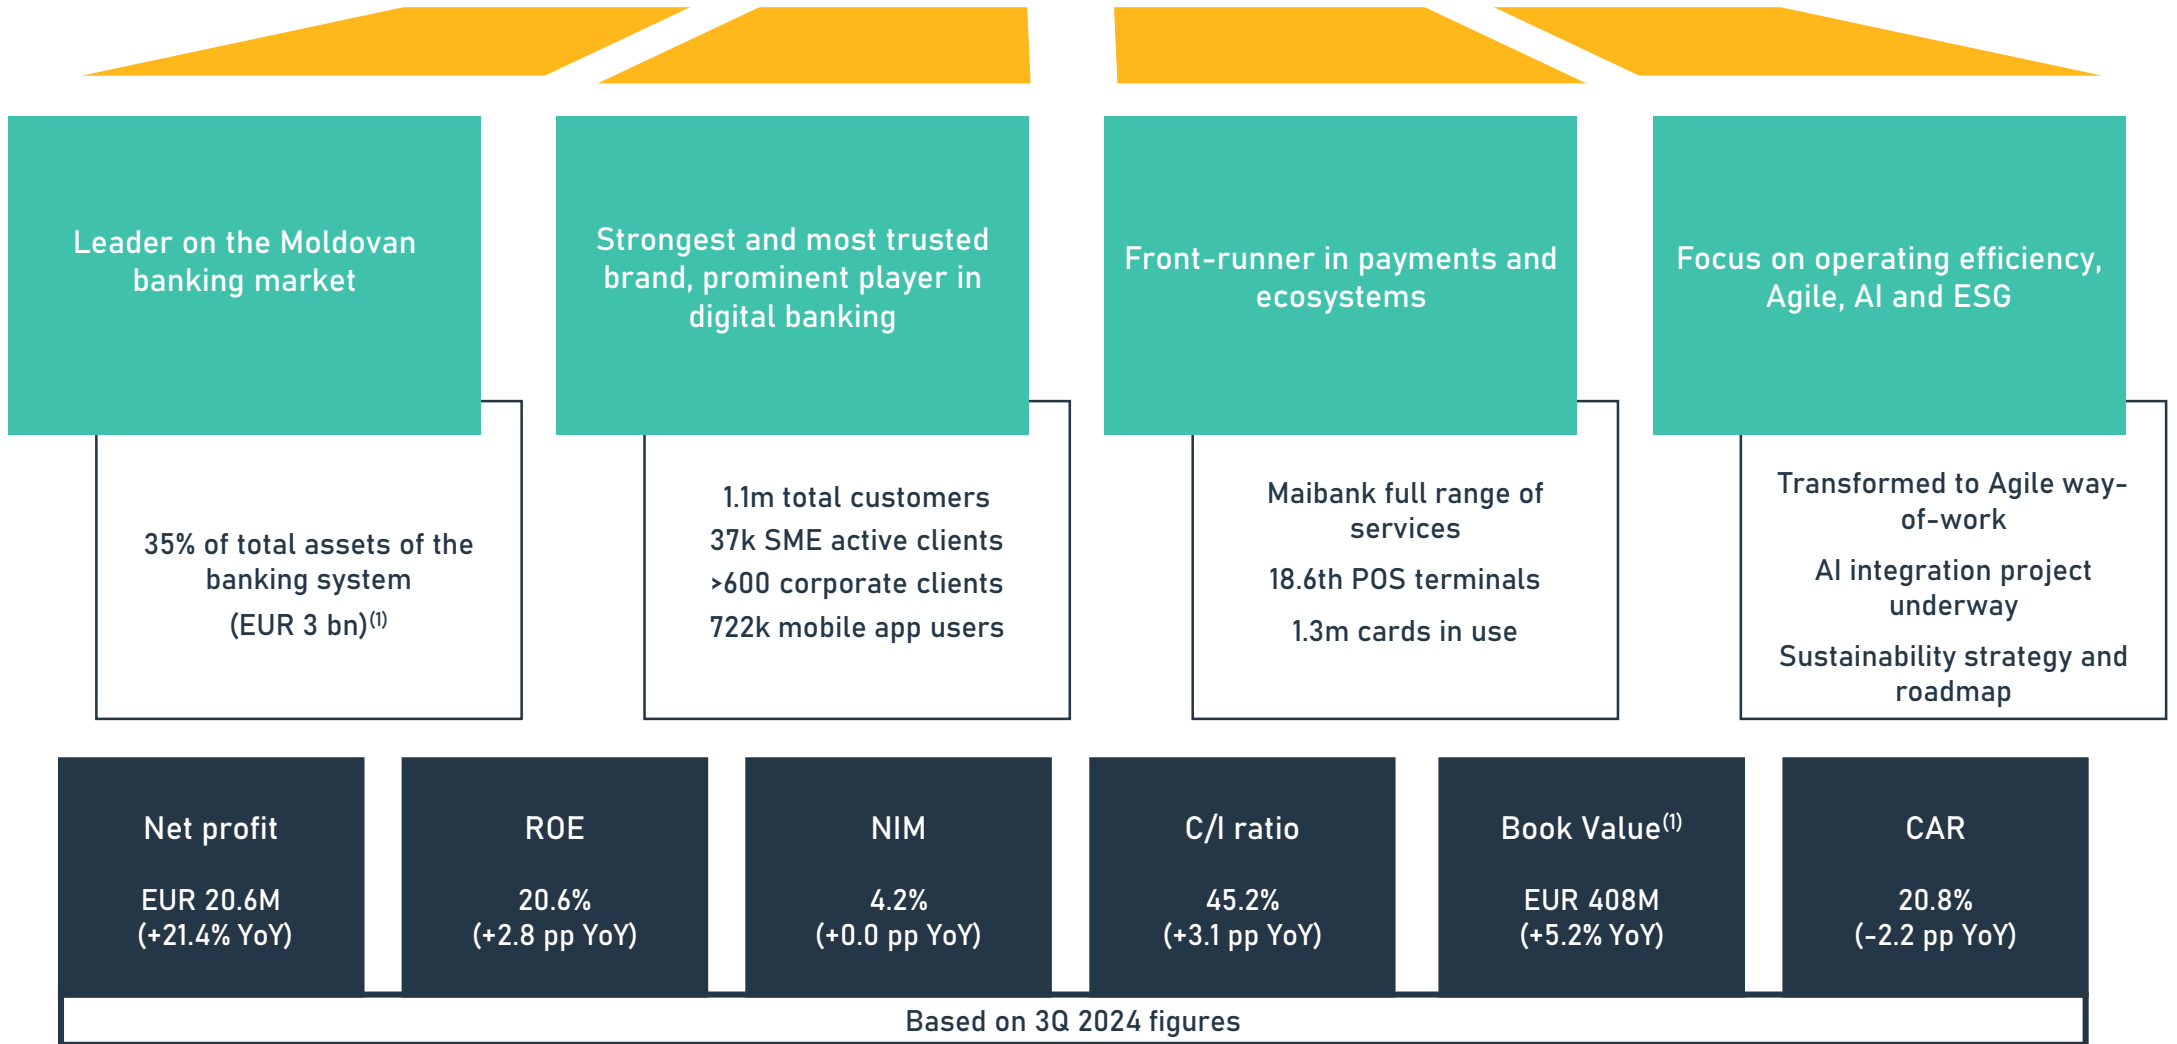 Leader on the Moldovan
banking market
35% of total assets of the
banking system
(EUR 3 bn)(1)
Strongest and most trusted
brand, prominent player in
digital banking
1.1m total customers
37k SME active clients
>600 corporate clients
722k mobile app users
Front-runner in payments and
ecosystems
Maibank full range of
services
18.6th POS terminals
1.3m cards in use
Focus on operating efficiency,
Agile, AI and ESG
Transformed to Agile way-
of-work
AI integration project
underway
Sustainability strategy and
roadmap
Net profit
EUR 20.6M
(+21.4% YoY)
ROE
20.6%
(+2.8 pp YoY)
NIM
4.2%
(+0.0 pp YoY)
C/I ratio
45.2%
(+3.1 pp YoY)
Book Value(1)
EUR 408M
(+5.2% YoY)
CAR
20.8%
(-2.2 pp YoY)
Based on 3Q 2024 figures